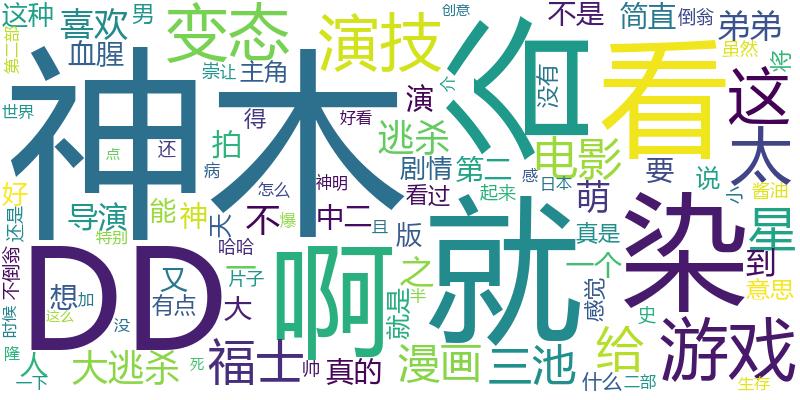 这种 喜欢 男 变态 演技 不是 简直 倒翁 创意 弟弟
第二部 血腥 崇让 主角 演 谷 没有 看 虽然 将
神木 得 好看 介 这
世界 拍 逃杀 电影 太
点 还 病 剧情 第二 要 说 小 酱油
好 导演 能 神 天 不 怎么 神明 看过 感 起来 日本 萌 星
还是 特别 哈哈 爆 中二 且 版 就 真是 染 到
不倒翁 DD 想 加 又 有点 一 片子 大 啊 之 半 一个 感觉 意思
时候 这么 没 就是 史 给 游戏
隆 人 一下 大逃杀 死 福士 帅 真的 漫画 三池 什么 二部 生存